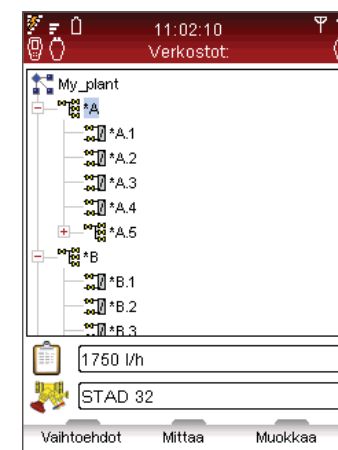 11:02:10
Verkostot:
My_plant
*A
*A.1
*A.2
*A.3
*A.4
*A.5
*B
*B.1
*B.2
*B.3
1750 l/h
STAD 32
Vaihtoehdot Mittaa Muokkaa